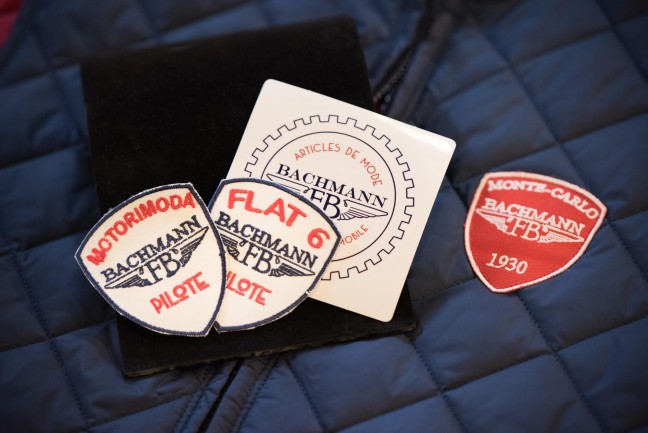 MOTORIMODA
BACHMANN
FB
PILOTE
FLAT 6
BACHMANN
FB
PILOTE
ARTICLES DE MODE
BACHMANN
FB
MOBILE
MONTE-CARLO
BACHMANN
FB
1930